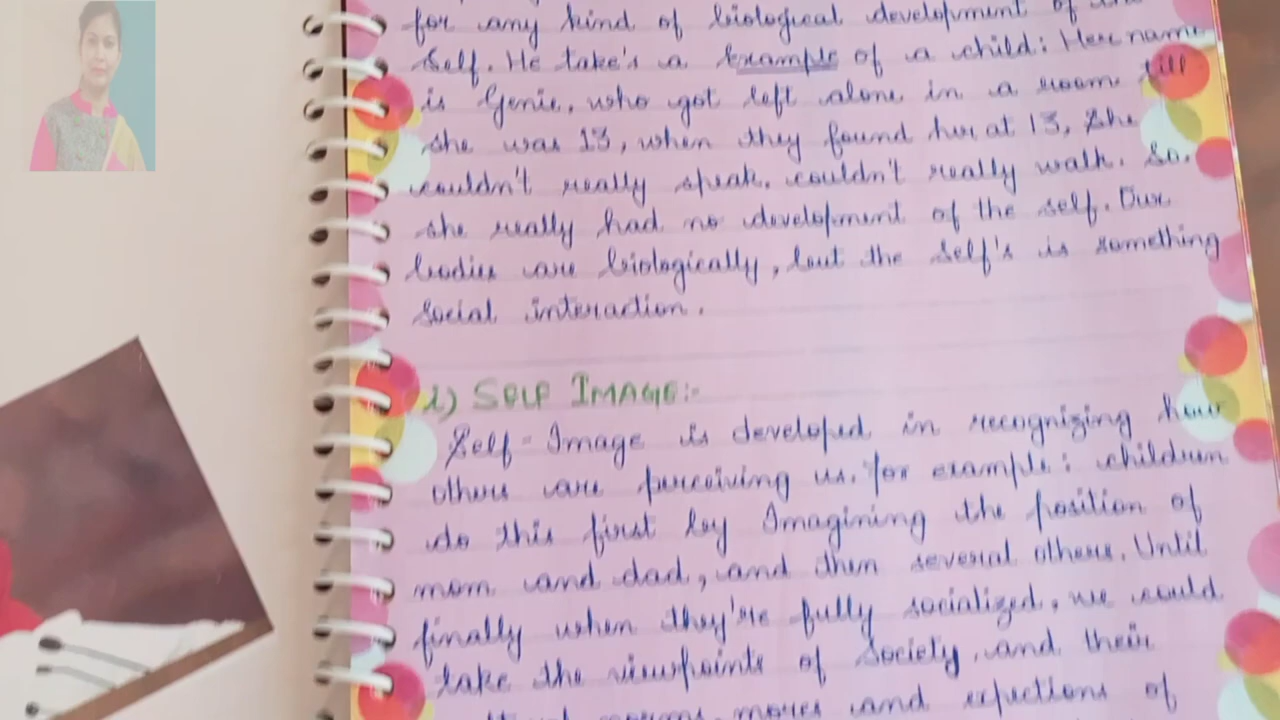 for any kind of biological development of the
Self. He take's a Example of a child: Her name
is Genie, who got left alone in a room till
she was 13, when they found her at 13, She
couldn't really speak, couldn't really walk. So,
she really had no development of the self. Our
bodies are biologically, but the Self's is something
Social interaction.
1) SELF IMAGE:-
Self-Image is developed in recognizing how
others are perceiving us. for example: children
do this first by Imagining the position of
mom and dad, and then several others. Until
finally when they're fully socialized, we could
take the viewpoints of Society, and their
norms, mores and expections of